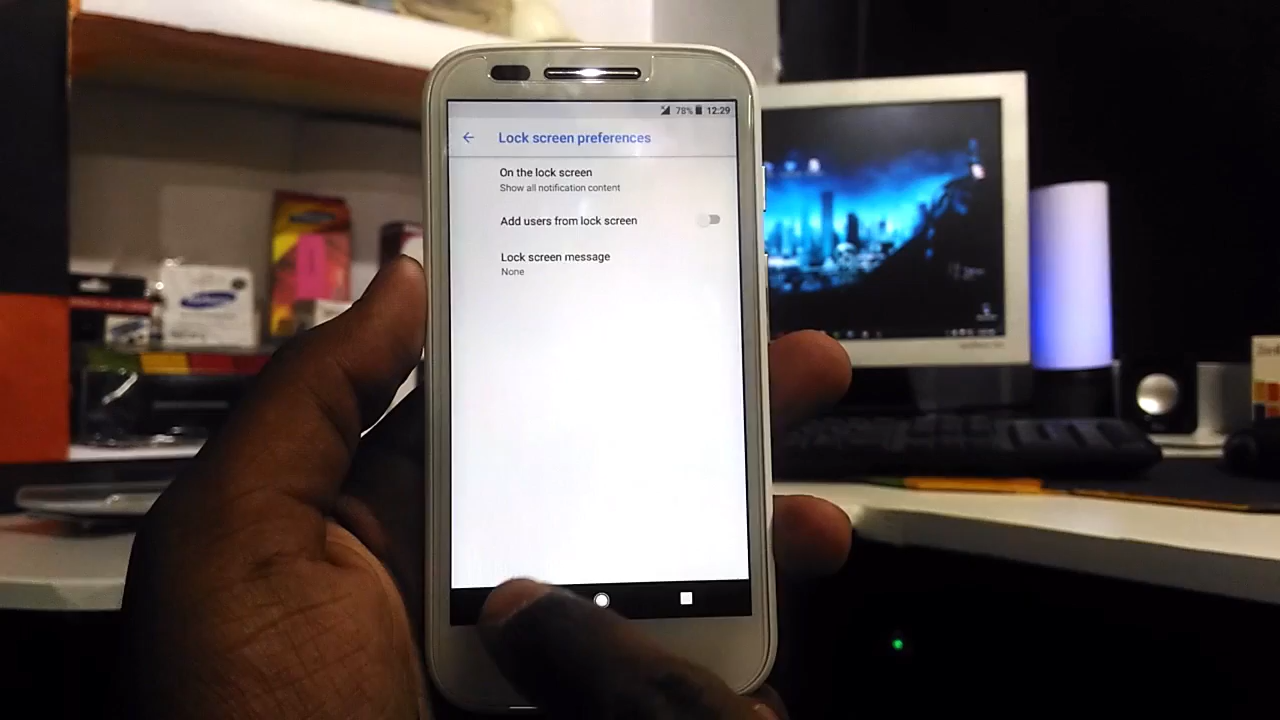 78% 12:29
Lock screen preferences
On the lock screen
Show all notification content
Add users from lock screen
Lock screen message
None